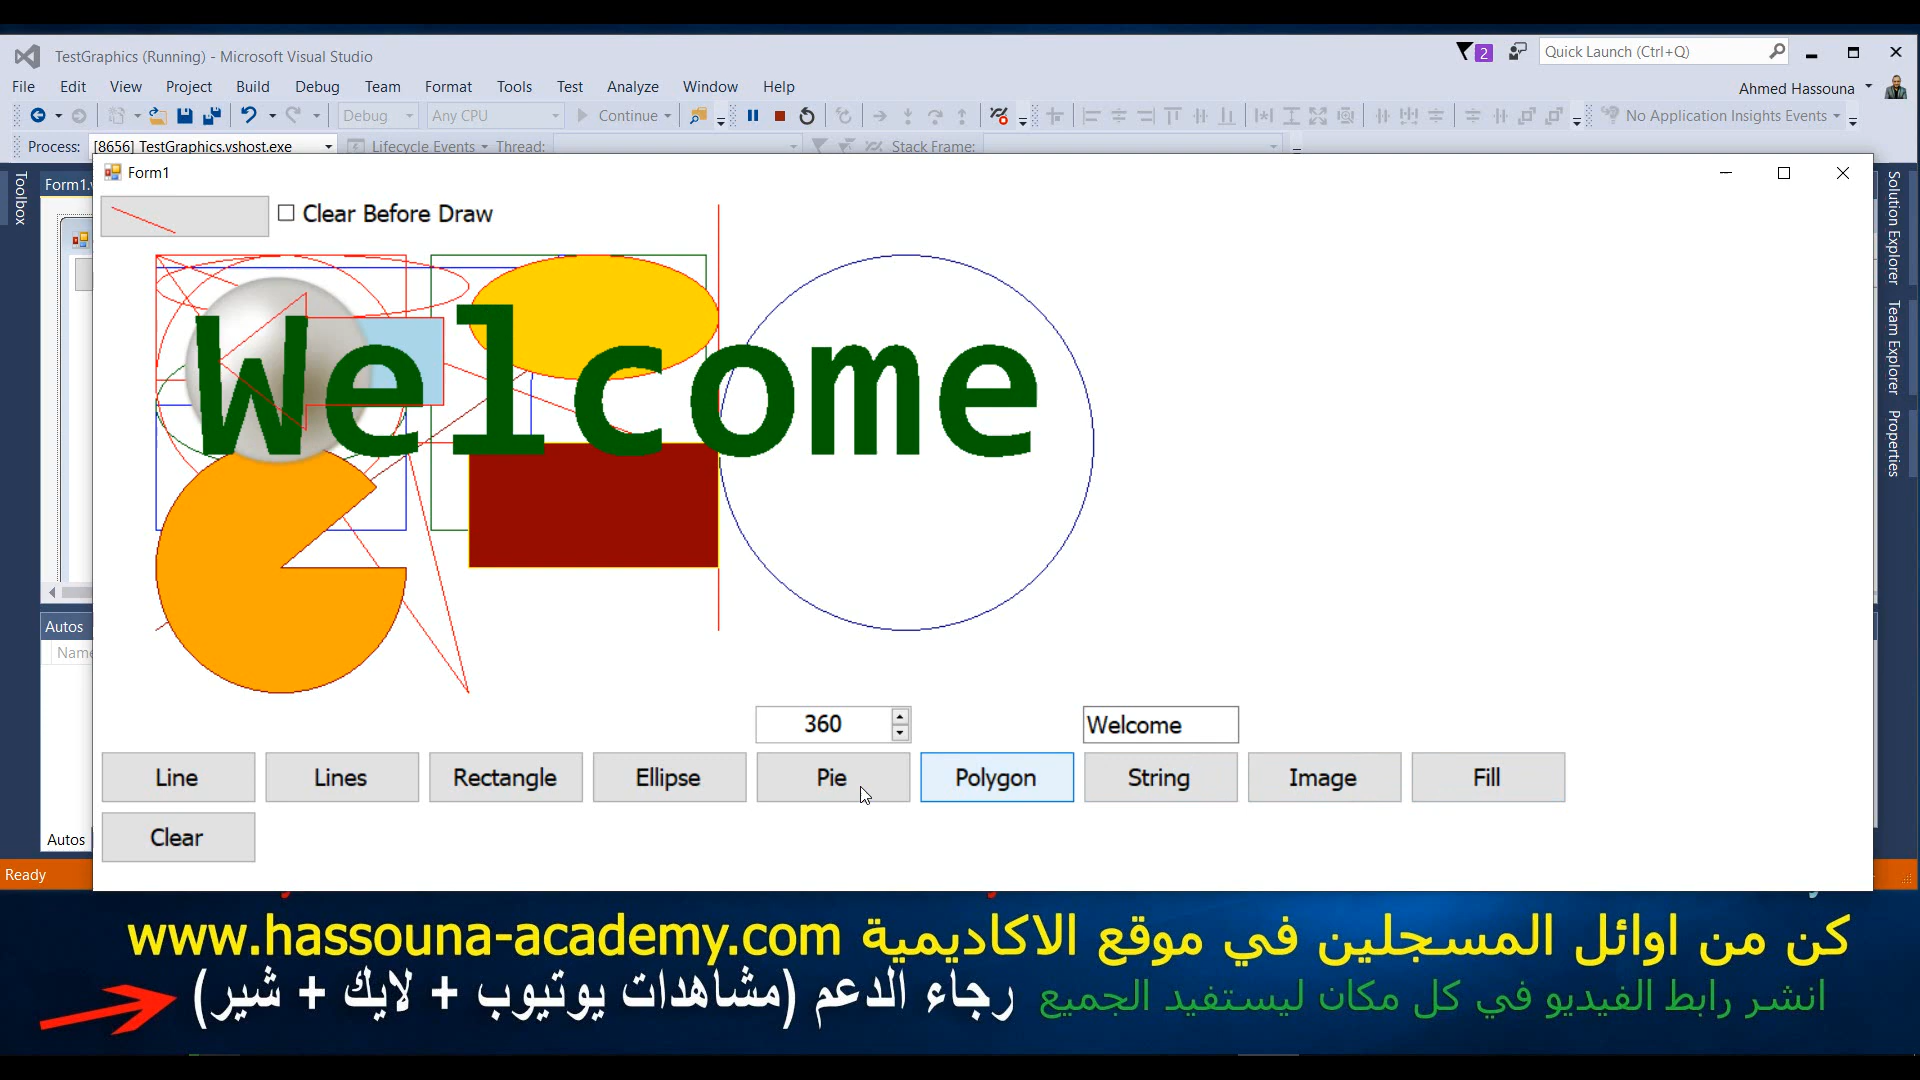 TestGraphics (Running) - Microsoft Visual Studio
2
Quick Launch (Ctrl+Q)
File Edit View Project Build Debug Team Format Tools Test Analyze Window Help
Ahmed Hassouna
Debug Any CPU Continue No Application Insights Events
Process: [8656] TestGraphics.vshost.exe Lifecycle Events Thread: Stack Frame:
Toolbox
Form1
Form1
Solution Explorer
Team Explorer
Properties
Clear Before Draw
Welcome
360
Welcome
Line Lines Rectangle Ellipse Pie Polygon String Image Fill
Clear
Autos
Name
Autos
Ready
كن من اوائل المسجلين في موقع الاكاديمية www.hassouna-academy.com
انشر رابط الفيديو في كل مكان ليستفيد الجميع
رجاء الدعم (مشاهدات يوتيوب + لايك + شير)